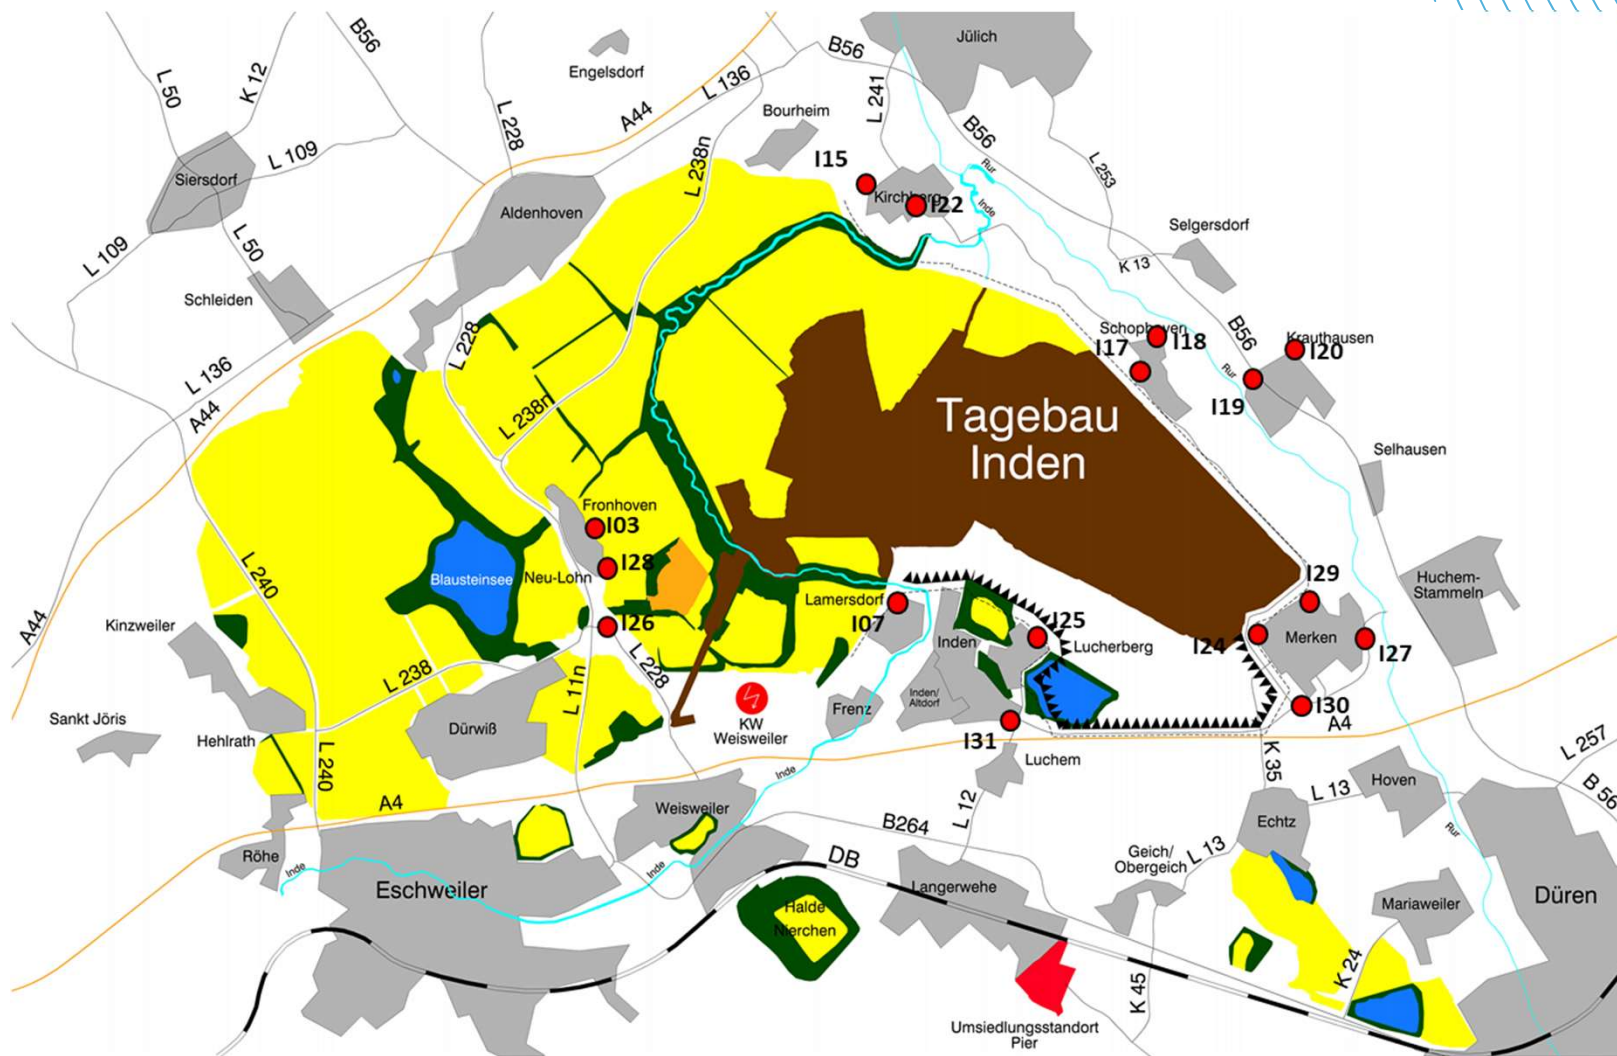 Jülich
B56
B56
Engelsdorf
L 50
K 12
L 136
L 241
A44
Bourheim
L 228
B56
L 109
L 238n
I15
L 253
Rur
Siersdorf
Kirchberg
I22
Inde
Aldenhoven
Selgersdorf
L 50
L 109
K 13
Schleiden
Schophoven
I18
B56
Krauthausen
I20
L 228
I17
Rur
L 136
I19
A44
L 238n
Tagebau
Inden
Selhausen
Fronhoven
I03
I28
L 240
Blausteinsee
Neu-Lohn
I29
Huchem-
Stammeln
Lamersdorf
I07
A44
Kinzweiler
I26
I25
Inden
Lucherberg
I24
Merken
I27
L 228
L 238
L 11n
Inden/
Altdorf
Frenz
I30
A4
Sankt Jöris
Dürwiß
KW
Weisweiler
Hehlrath
I31
L 240
Luchem
K 35
L 257
Inde
Hoven
L 13
B 56
A4
Weisweiler
L 12
B264
Echtz
Rur
Röhe
Inde
Inde
DB
Geich/
Obergeich
L 13
Eschweiler
Langerwehe
Düren
Halde
Nierchen
Mariaweiler
K 24
K 45
Umsiedlungsstandort
Pier